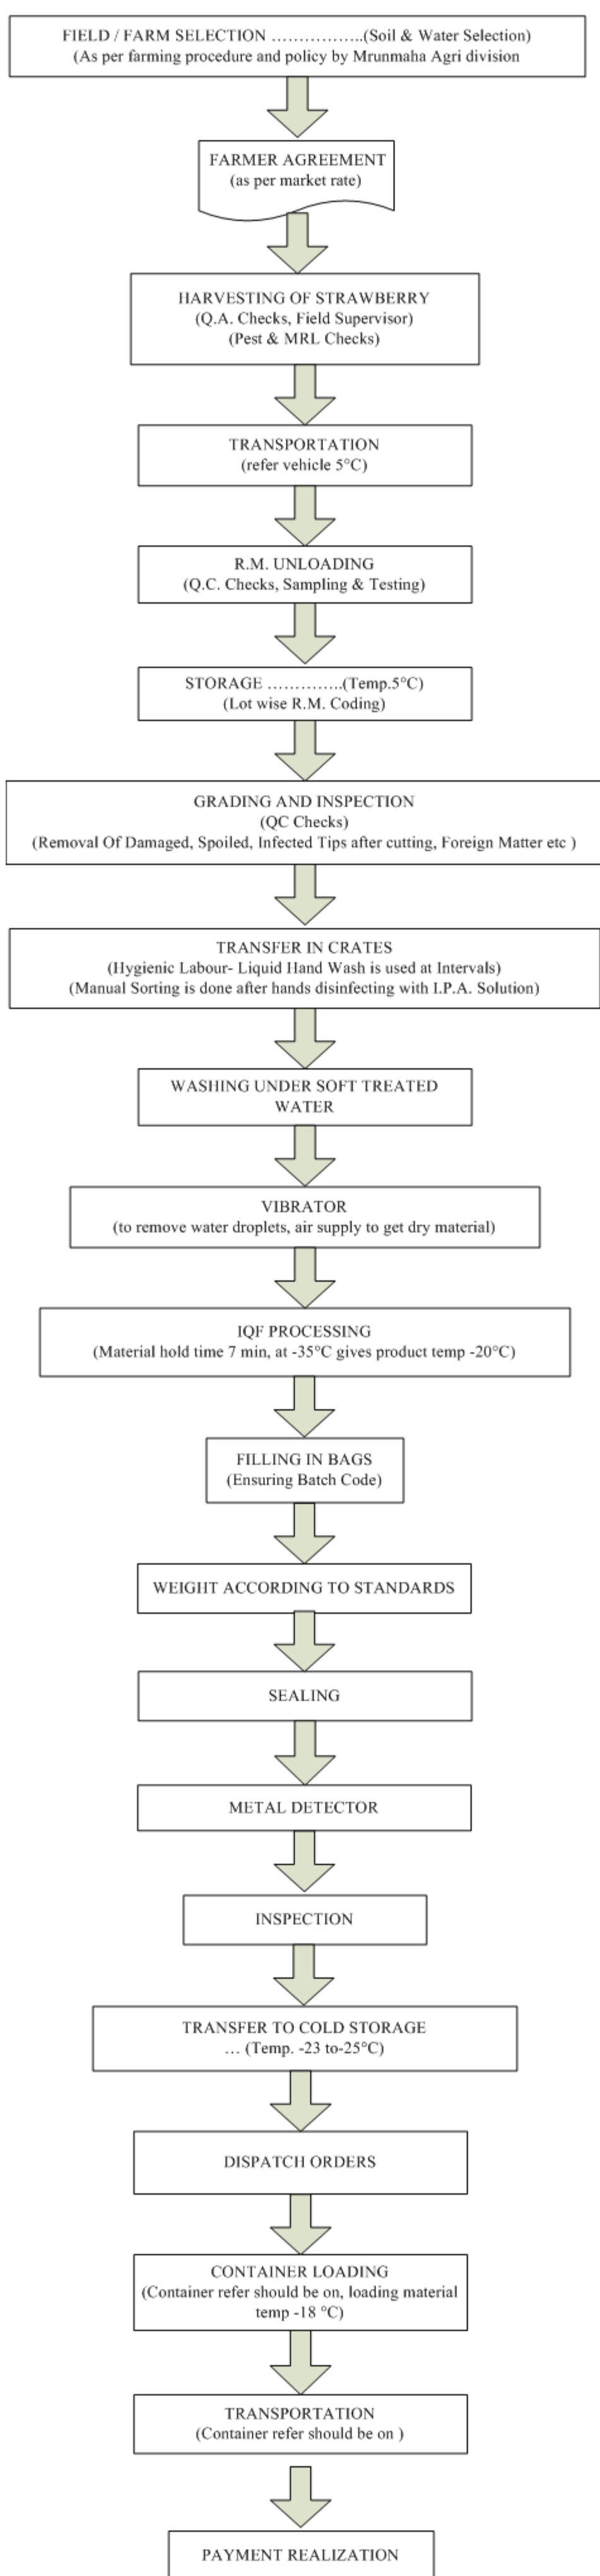 FIELD / FARM SELECTION ……………..(Soil & Water Selection)
(As per farming procedure and policy by Mrunmaha Agri division
FARMER AGREEMENT
(as per market rate)
HARVESTING OF STRAWBERRY
(Q.A. Checks, Field Supervisor)
(Pest & MRL Checks)
TRANSPORTATION
(refer vehicle 5°C)
R.M. UNLOADING
(Q.C. Checks, Sampling & Testing)
STORAGE …………..(Temp.5°C)
(Lot wise R.M. Coding)
GRADING AND INSPECTION
(QC Checks)
(Removal Of Damaged, Spoiled, Infected Tips after cutting, Foreign Matter etc )
TRANSFER IN CRATES
(Hygienic Labour- Liquid Hand Wash is used at Intervals)
(Manual Sorting is done after hands disinfecting with I.P.A. Solution)
WASHING UNDER SOFT TREATED
WATER
VIBRATOR
(to remove water droplets, air supply to get dry material)
IQF PROCESSING
(Material hold time 7 min, at -35°C gives product temp -20°C)
FILLING IN BAGS
(Ensuring Batch Code)
WEIGHT ACCORDING TO STANDARDS
SEALING
METAL DETECTOR
INSPECTION
TRANSFER TO COLD STORAGE
… (Temp. -23 to-25°C)
DISPATCH ORDERS
CONTAINER LOADING
(Container refer should be on, loading material
temp -18 °C)
TRANSPORTATION
(Container refer should be on )
PAYMENT REALIZATION